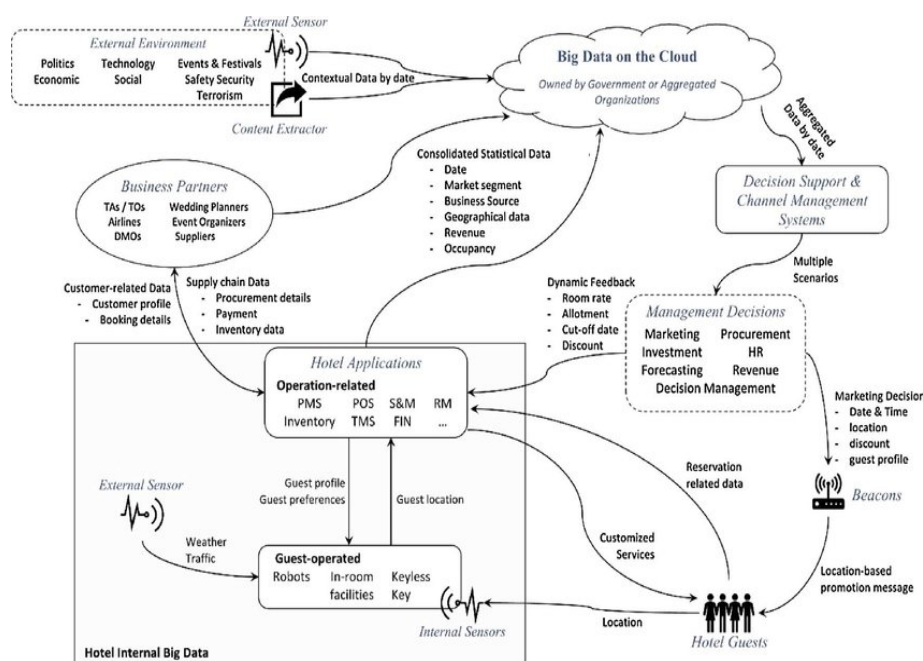 External Sensor
External Environment
Politics Technology Events & Festivals
Economic Social Safety Security
Terrorism
Content Extractor
Contextual Data by date
Big Data on the Cloud
Owned by Government or Aggregated
Organizations
Aggregated
Data by date
Decision Support &
Channel Management
Systems
Multiple
Scenarios
Business Partners
TAs / TOs Wedding Planners
Airlines Event Organizers
DMOs Suppliers
Consolidated Statistical Data
- Date
- Market segment
- Business Source
- Geographical data
- Revenue
- Occupancy
Customer-related Data
- Customer profile
- Booking details
Supply chain Data
- Procurement details
- Payment
- Inventory data
Dynamic Feedback
- Room rate
- Allotment
- Cut-off date
- Discount
Management Decisions
Marketing Procurement
Investment HR
Forecasting Revenue
Decision Management
Marketing Decision
- Date & Time
- location
- discount
- guest profile
Beacons
Hotel Applications
Operation-related
PMS POS S&M RM
Inventory TMS FIN ...
Guest profile
Guest preferences
Guest location
External Sensor
Weather
Traffic
Guest-operated
Robots In-room Keyless
facilities Key
Internal Sensors
Reservation
related data
Customized
Services
Location
Location-based
promotion message
Hotel Guests
Hotel Internal Big Data